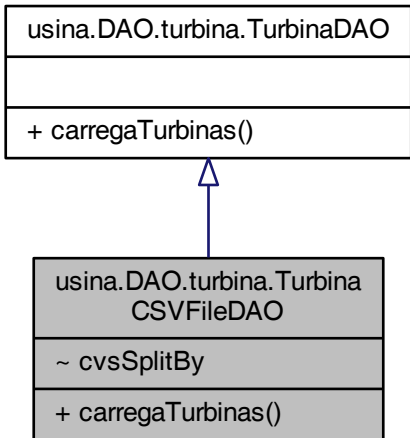 usina.DAO.turbina.TurbinaDAO
+ carregaTurbinas()
usina.DAO.turbina.Turbina
CSVFileDAO
~ cvsSplitBy
+ carregaTurbinas()